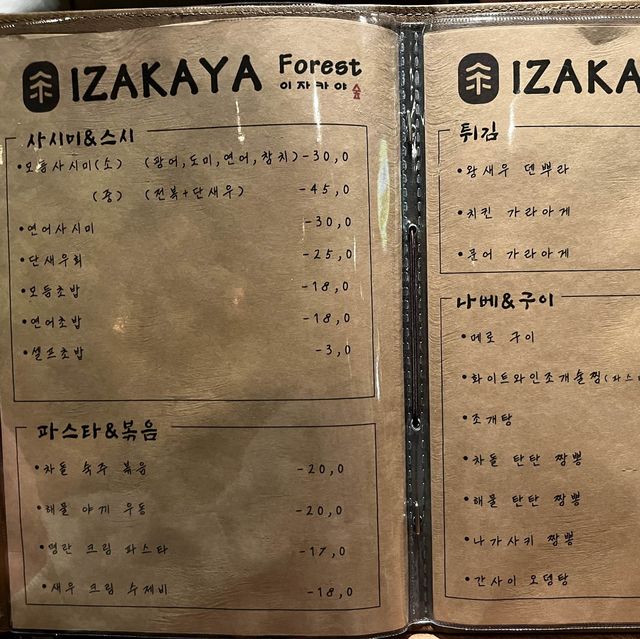 IZAKAYA Forest
이자카야 숲
사시미&스시
•모듬사시미(소) (광어,도미,연어,참치)-30,0
(중) (전복+단새우) -45,0
•연어사시미 -30,0
•단새우회 -25,0
•모듬초밥 -18,0
•연어초밥 -18,0
•셀프초밥 -3,0
파스타&볶음
•차돌 숙주 볶음 -20,0
•해물 야끼 우동 -20,0
•명란 크림 파스타 -17,0
•새우 크림 수제비 -18,0
IZAKA
튀김
•왕새우 덴뿌라
•치킨 가라아게
•문어 가라아게
나베&구이
•메로 구이
•화이트와인조개술찜(파스
•조개탕
•차돌 탄탄 짬뽕
•해물 탄탄 짬뽕
•나가사키 짬뽕
•간사이 오뎅탕